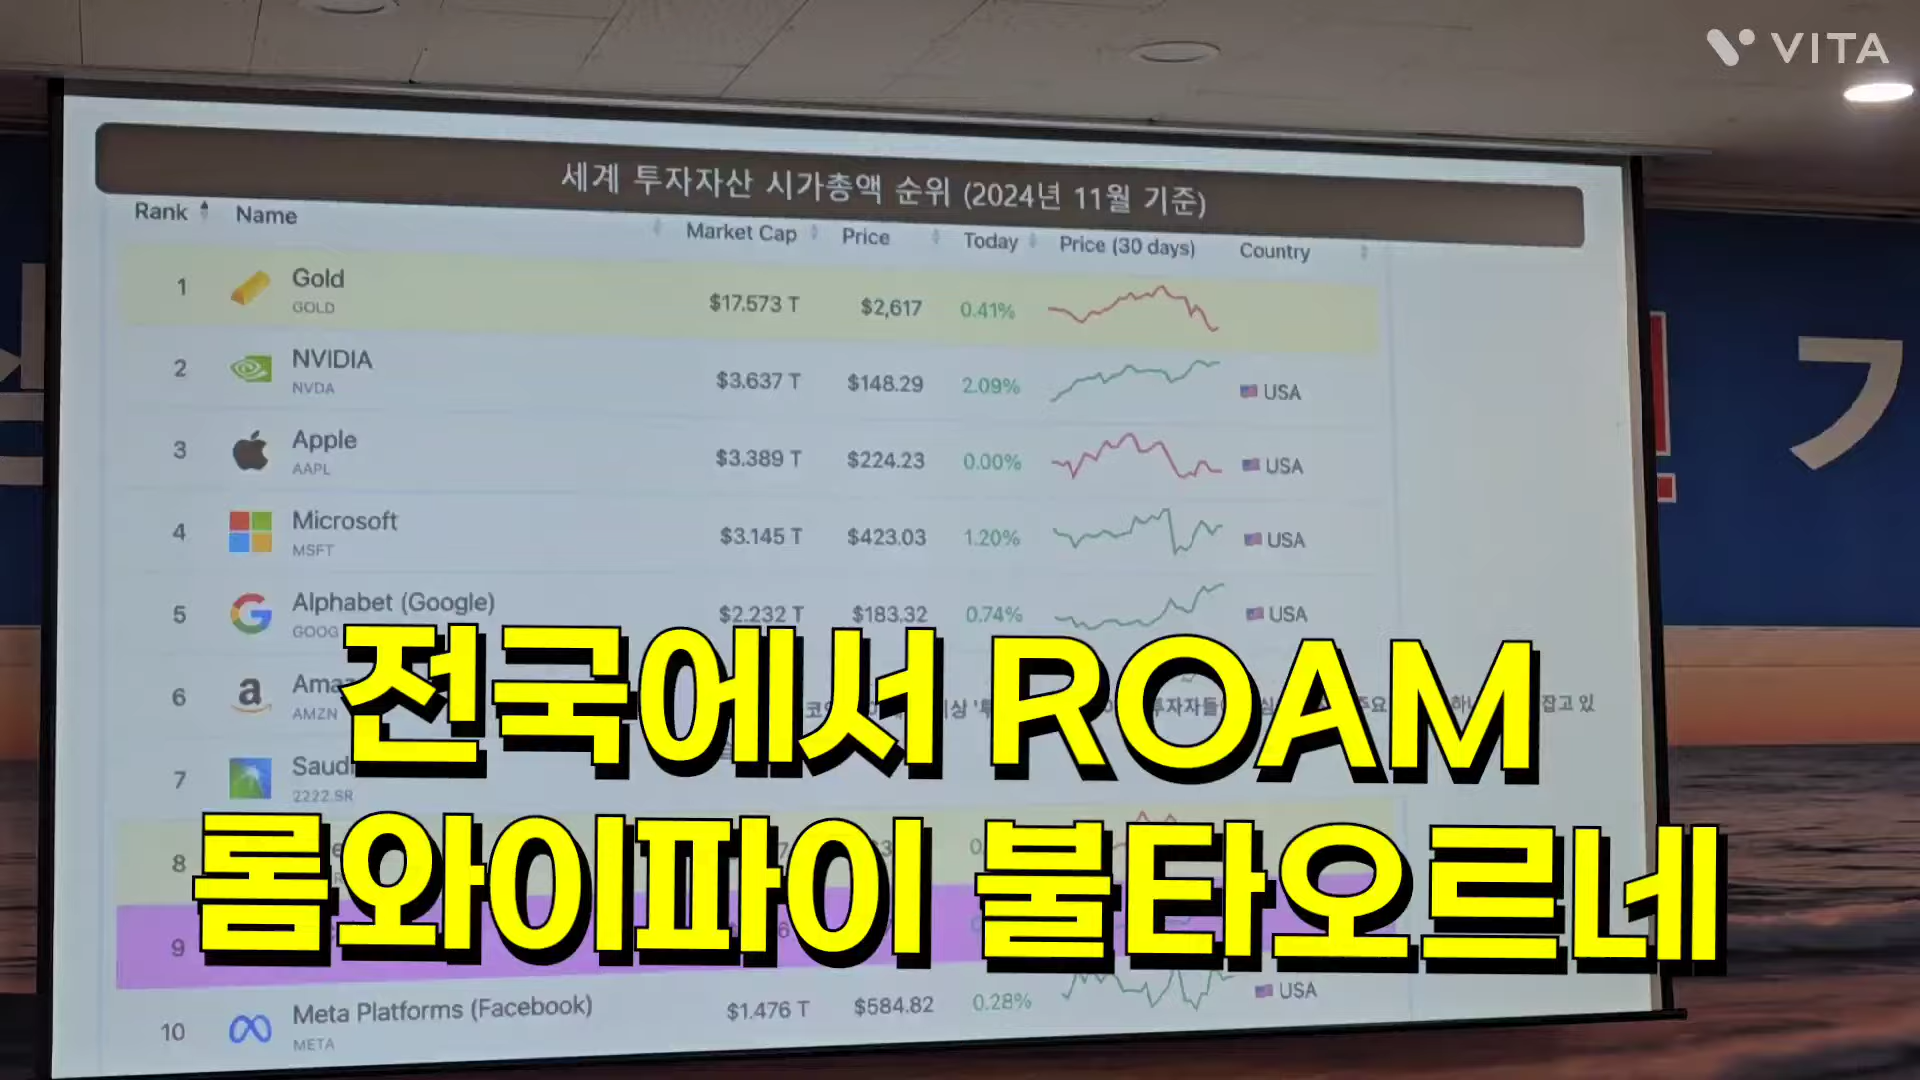 VITA
세계 투자자산 시가총액 순위 (2024년 11월 기준)
Rank Name Market Cap Price Today Price (30 days) Country
1 Gold $17.573 T $2,617 0.41%
GOLD
2 NVIDIA $3.637 T $148.29 2.09% USA
NVDA
3 Apple $3.389 T $224.23 0.00% USA
AAPL
4 Microsoft $3.145 T $423.03 1.20% USA
MSFT
5 Alphabet (Google) $2.232 T $183.32 0.74% USA
GOOG
6
AMZN
잡고 있
7 Saudi
2222.SR
8
9
10 Meta Platforms (Facebook) $1.476 T $584.82 0.28% USA
META
기
전국에서 ROAM
롬와이파이 불타오르네